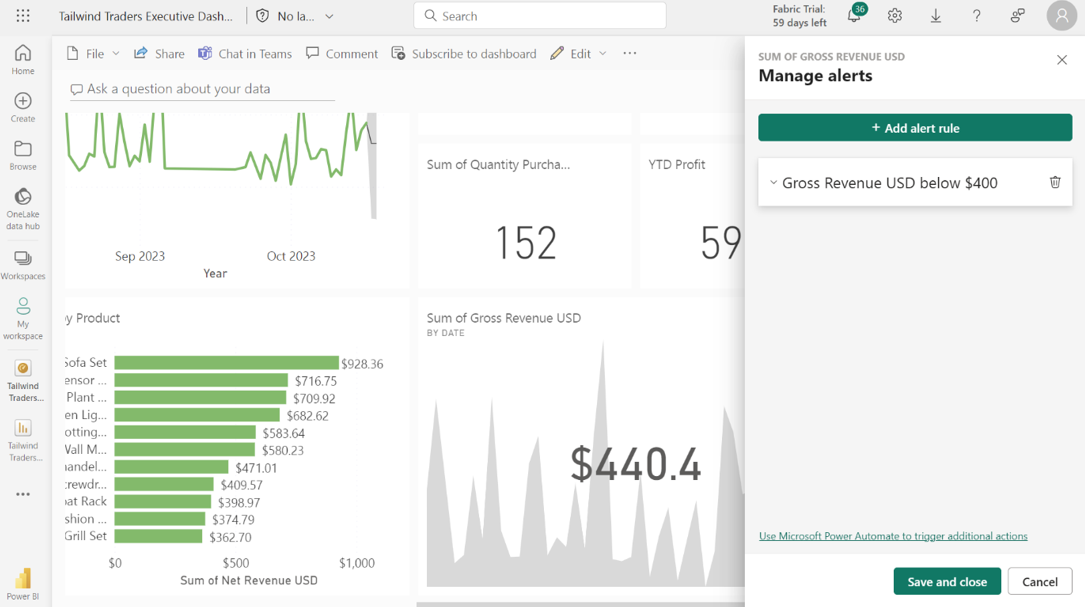 Tailwind Traders Executive Dash...
No la...
Search
Fabric Trial:
59 days left
36
File
Share
Chat in Teams
Comment
Subscribe to dashboard
Edit
Ask a question about your data
Home
Create
Browse
OneLake
data hub
Workspaces
My
workspace
Tailwind
Traders...
Tailwind
Traders...
Power BI
Sep 2023
Oct 2023
Year
Sum of Quantity Purcha...
152
YTD Profit
59
y Product
Sofa Set
$928.36
ensor ...
$716.75
Plant ...
$709.92
en Lig...
$682.62
otting...
$583.64
Wall M...
$580.23
andel...
$471.01
crewdr...
$409.57
at Rack
$398.97
shion ...
$374.79
Grill Set
$362.70
$0
$500
$1,000
Sum of Net Revenue USD
Sum of Gross Revenue USD
BY DATE
$440.4
SUM OF GROSS REVENUE USD
Manage alerts
+ Add alert rule
Gross Revenue USD below $400
Use Microsoft Power Automate to trigger additional actions
Save and close
Cancel